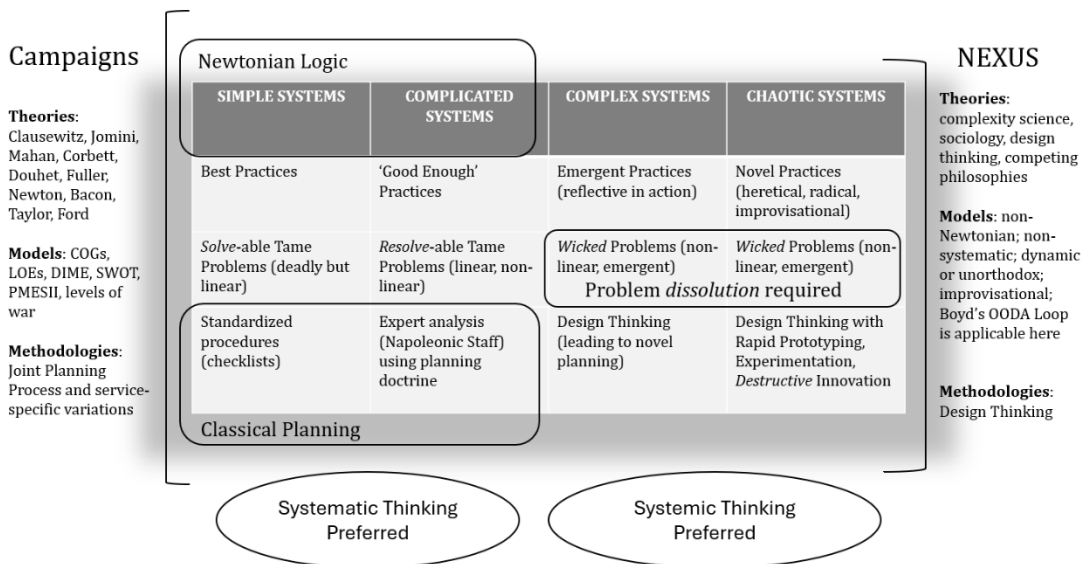 Campaigns
Theories:
Clausewitz, Jomini,
Mahan, Corbett,
Douhet, Fuller,
Newton, Bacon,
Taylor, Ford
Models: COGs,
LOEs, DIME, SWOT,
PMESII, levels of
war
Methodologies:
Joint Planning
Process and service-
specific variations
Newtonian Logic
SIMPLE SYSTEMS
COMPLICATED
SYSTEMS
COMPLEX SYSTEMS
CHAOTIC SYSTEMS
Best Practices
‘Good Enough’
Practices
Emergent Practices
(reflective in action)
Novel Practices
(heretical, radical,
improvisational)
Solve-able Tame
Problems (deadly but
linear)
Resolve-able Tame
Problems (linear, non-
linear)
Wicked Problems (non-
linear, emergent)
Wicked Problems (non-
linear, emergent)
Problem dissolution required
Standardized
procedures
(checklists)
Expert analysis
(Napoleonic Staff)
using planning
doctrine
Design Thinking
(leading to novel
planning)
Design Thinking with
Rapid Prototyping,
Experimentation,
Destructive Innovation
Classical Planning
Systematic Thinking
Preferred
Systemic Thinking
Preferred
NEXUS
Theories:
complexity science,
sociology, design
thinking, competing
philosophies
Models: non-
Newtonian; non-
systematic; dynamic
or unorthodox;
improvisational;
Boyd’s OODA Loop
is applicable here
Methodologies:
Design Thinking